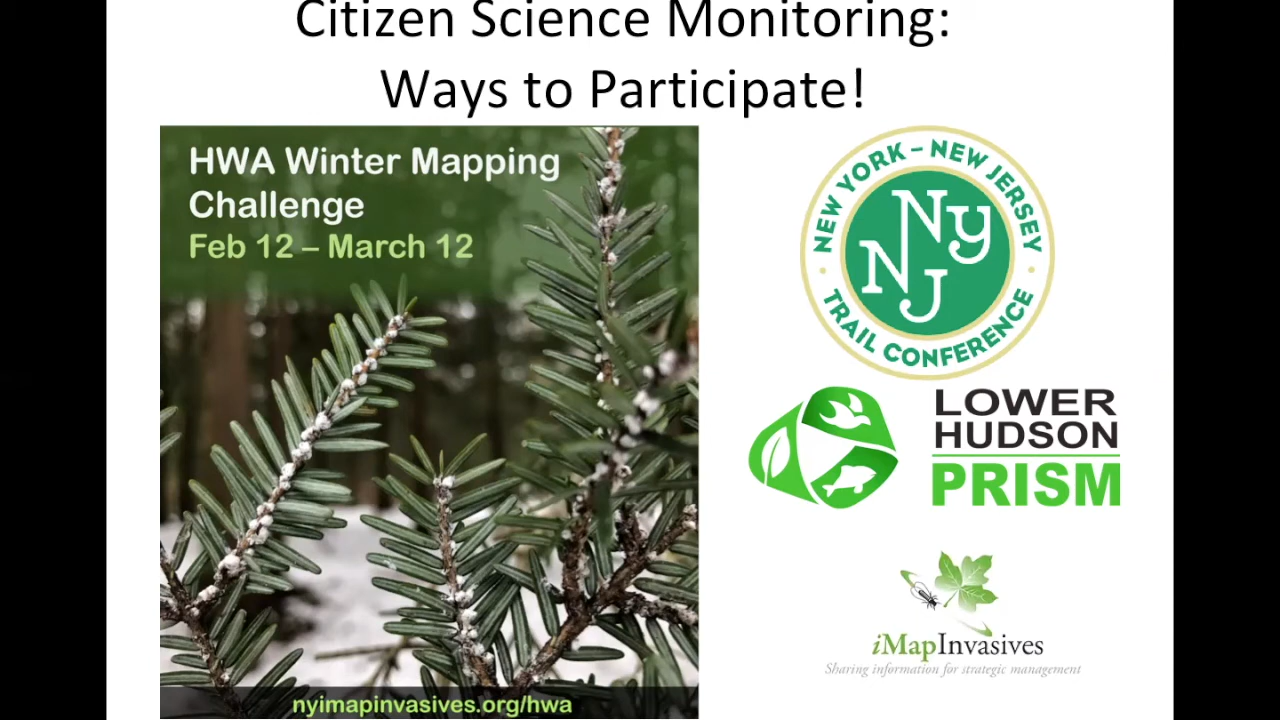 Citizen Science Monitoring:
Ways to Participate!
HWA Winter Mapping
Challenge
Feb 12 – March 12
nyimapinvasives.org/hwa
NEW YORK – NEW JERSEY
NY
NJ
TRAIL CONFERENCE
LOWER
HUDSON
PRISM
iMapInvasives
Sharing information for strategic management